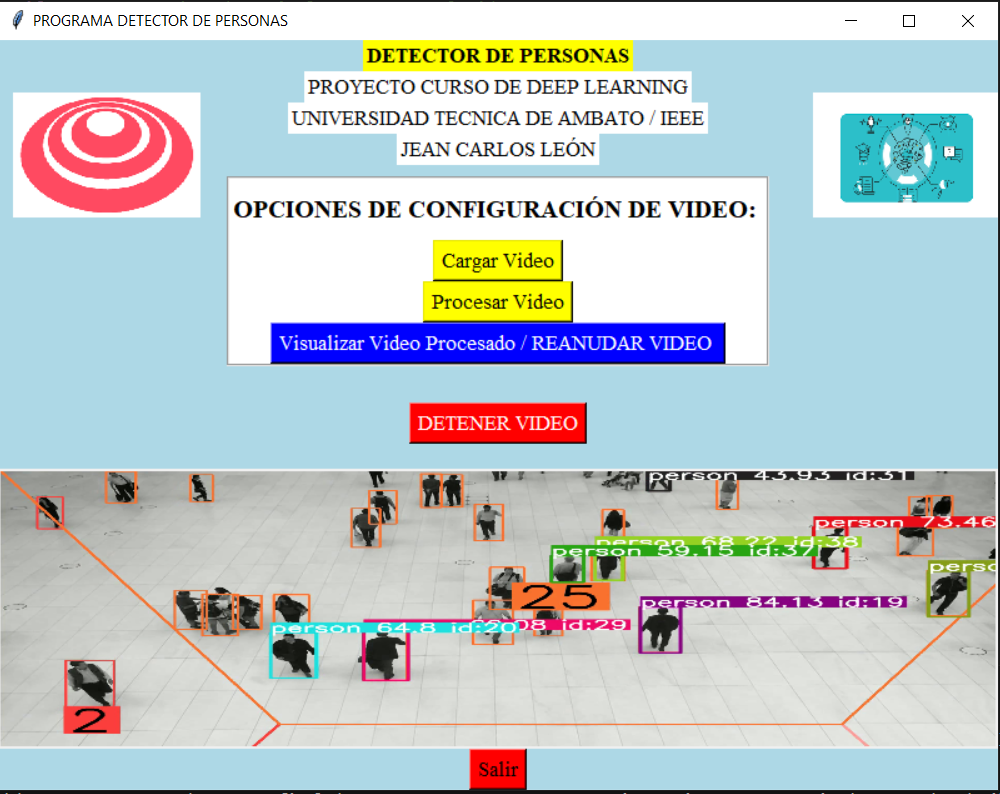 PROGRAMA DETECTOR DE PERSONAS
DETECTOR DE PERSONAS
PROYECTO CURSO DE DEEP LEARNING
UNIVERSIDAD TECNICA DE AMBATO / IEEE
JEAN CARLOS LEÓN
OPCIONES DE CONFIGURACIÓN DE VIDEO:
Cargar Video
Procesar Video
Visualizar Video Procesado / REANUDAR VIDEO
DETENER VIDEO
person 43.93 id:31
person 73.46
person 68.22 id:38
person 59.15 id:37
25
person 84.13 id:19
person 64.8 id:20
08 id:29
2
Salir